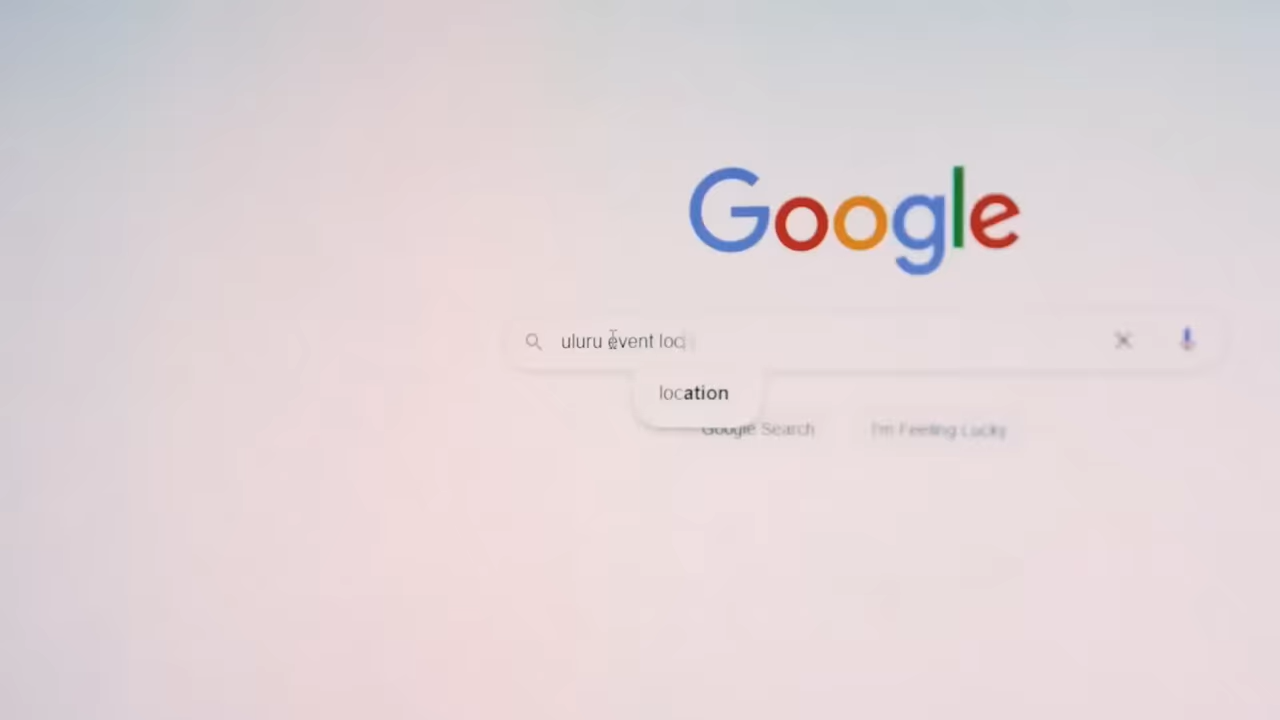 Google
uluru event loc
location
Google Search
I'm Feeling Lucky